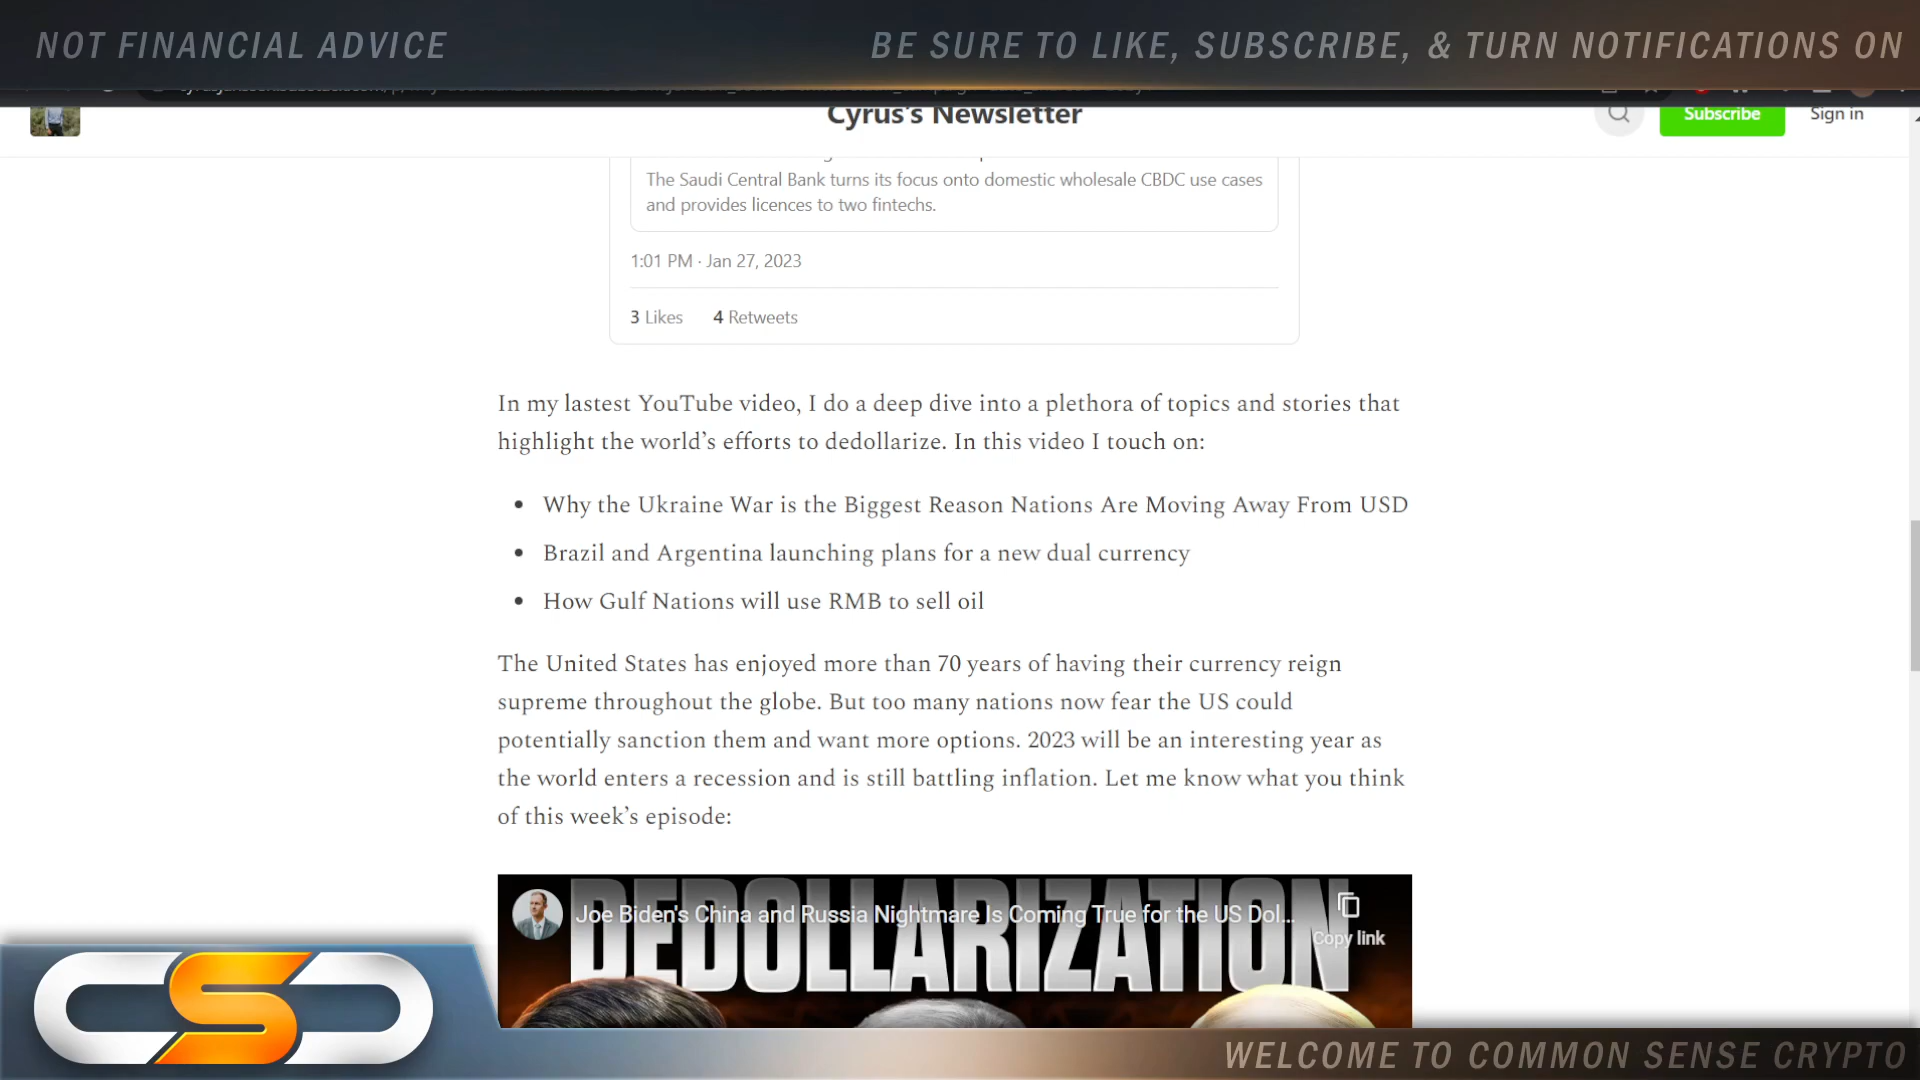 NOT FINANCIAL ADVICE
BE SURE TO LIKE, SUBSCRIBE, & TURN NOTIFICATIONS ON
Cyrus's Newsletter
Subscribe
Sign in
The Saudi Central Bank turns its focus onto domestic wholesale CBDC use cases
and provides licences to two fintechs.
1:01 PM · Jan 27, 2023
3 Likes 4 Retweets
In my lastest YouTube video, I do a deep dive into a plethora of topics and stories that
highlight the world’s efforts to dedollarize. In this video I touch on:
• Why the Ukraine War is the Biggest Reason Nations Are Moving Away From USD
• Brazil and Argentina launching plans for a new dual currency
• How Gulf Nations will use RMB to sell oil
The United States has enjoyed more than 70 years of having their currency reign
supreme throughout the globe. But too many nations now fear the US could
potentially sanction them and want more options. 2023 will be an interesting year as
the world enters a recession and is still battling inflation. Let me know what you think
of this week’s episode:
DEDOLLARIZATION
Joe Biden's China and Russia Nightmare Is Coming True for the US Dol...
Copy link
CSC
WELCOME TO COMMON SENSE CRYPTO